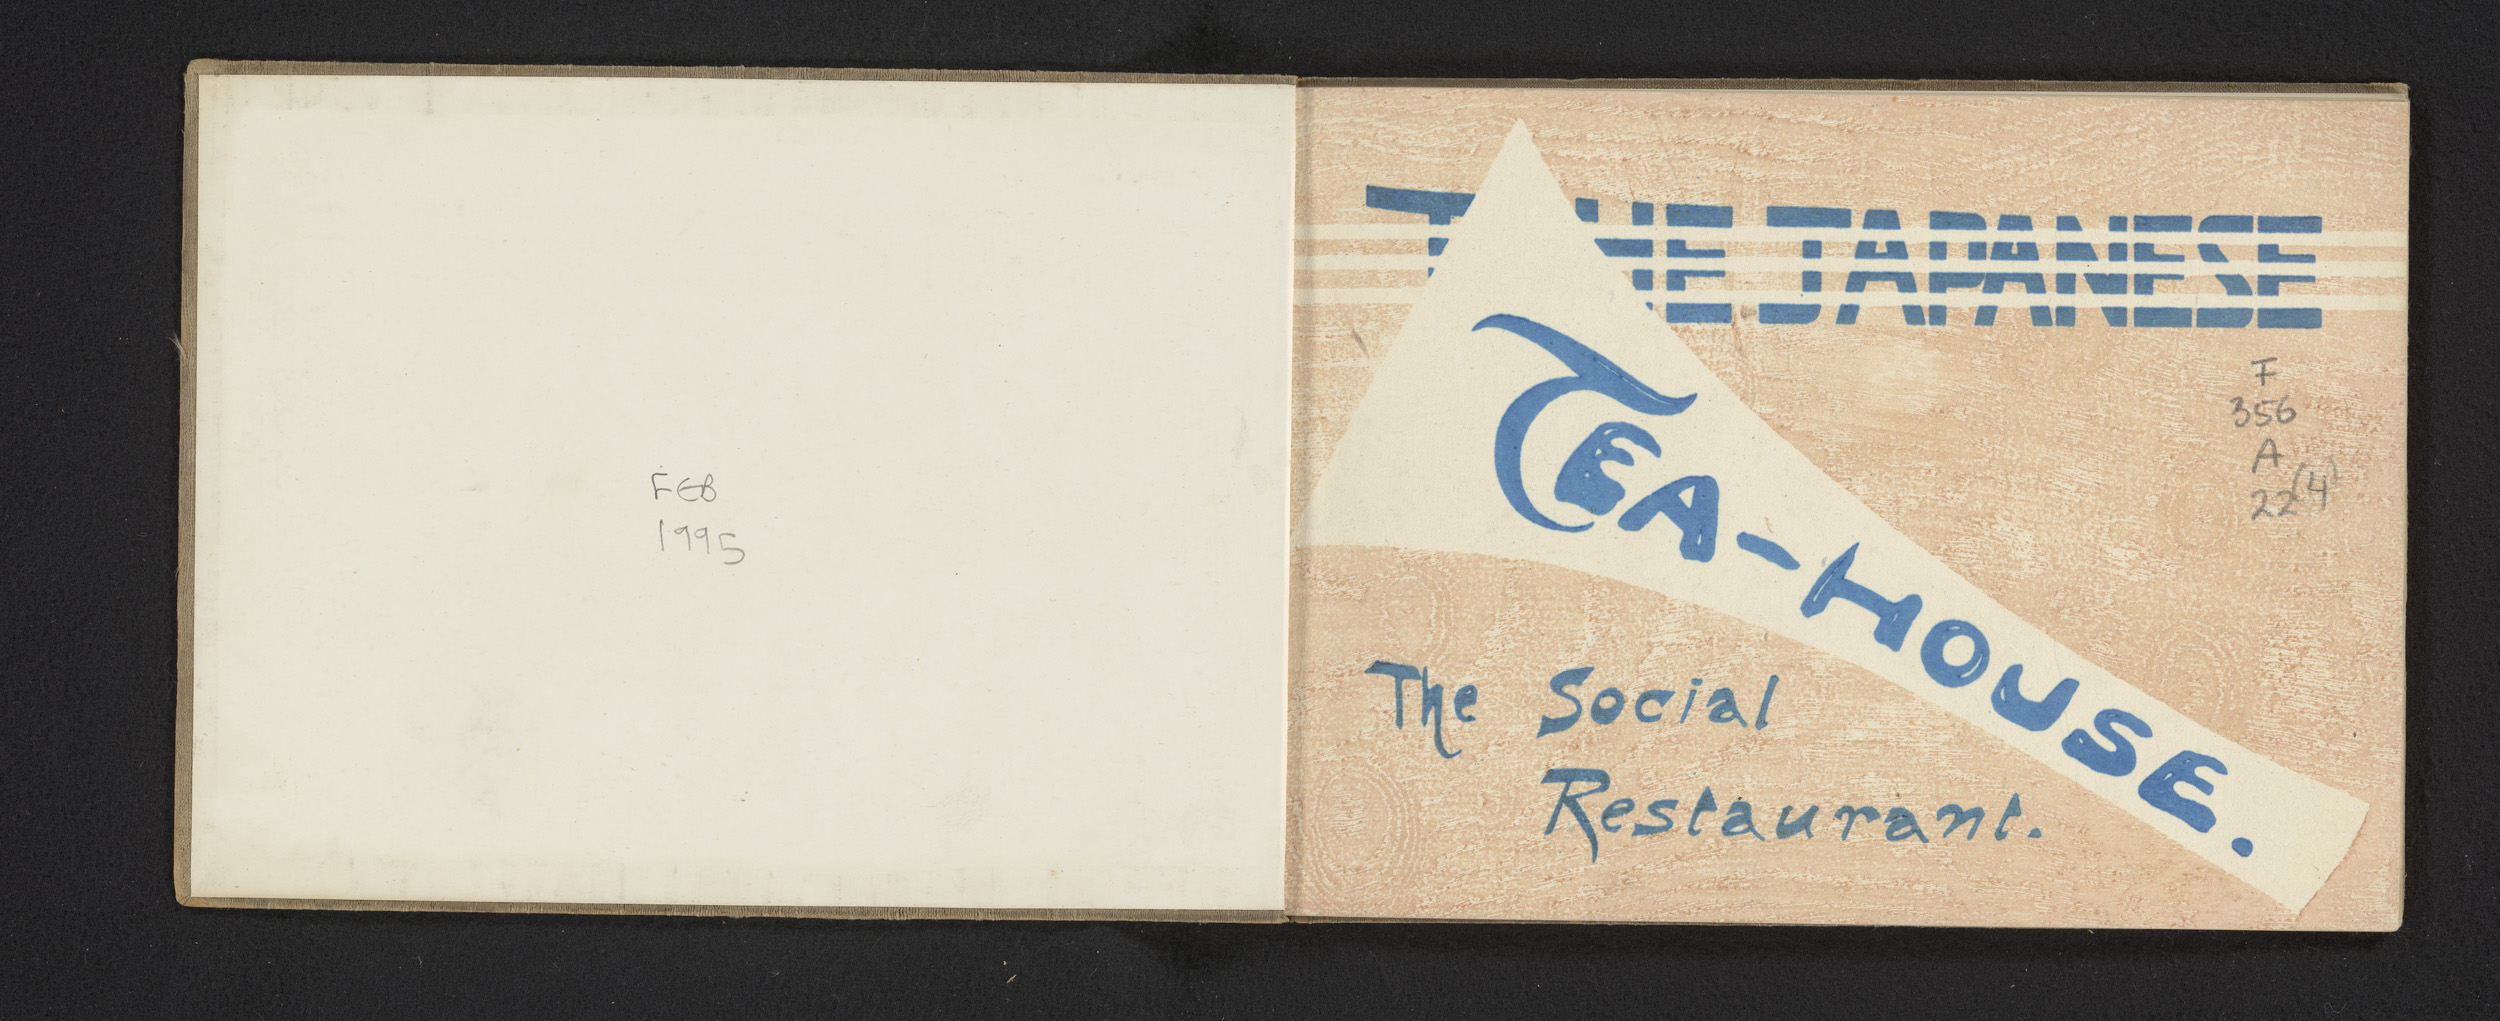 FEB
1995
THE JAPANESE
TEA-HOUSE.
The Social
Restaurant.
F
356
A
22(4)